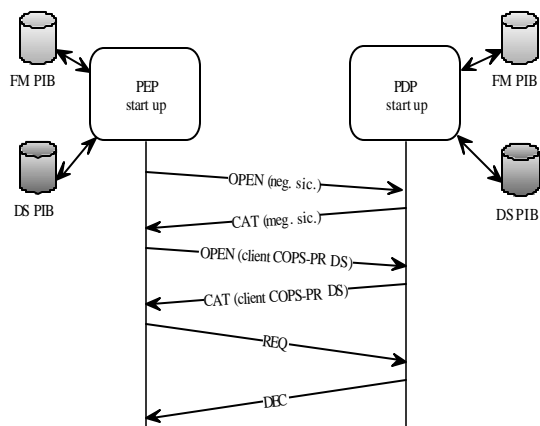 FM PIB
PEP
start up
PDP
start up
FM PIB
DS PIB
DS PIB
OPEN (neg. sic.)
CAT (meg. sic.)
OPEN (client COPS-PR DS)
CAT (client COPS-PR DS)
REQ
DEC